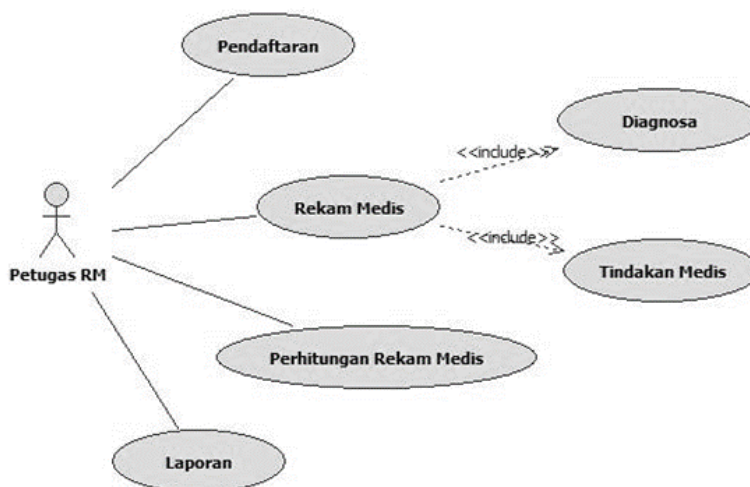 Pendaftaran
Diagnosa
<<include>>
Rekam Medis
<<include>>
Tindakan Medis
Petugas RM
Perhitungan Rekam Medis
Laporan